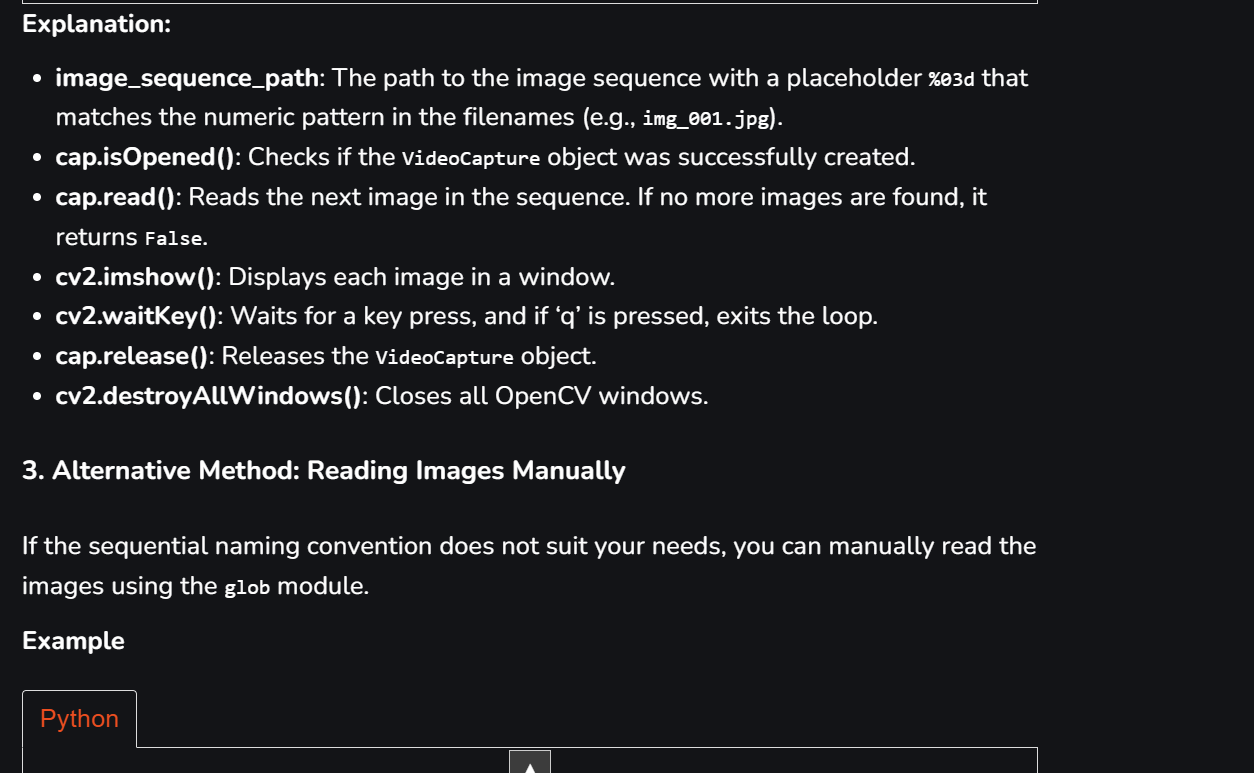 Explanation:
• image_sequence_path: The path to the image sequence with a placeholder %03d that
matches the numeric pattern in the filenames (e.g., img_001.jpg).
• cap.isOpened(): Checks if the VideoCapture object was successfully created.
• cap.read(): Reads the next image in the sequence. If no more images are found, it
returns False.
• cv2.imshow(): Displays each image in a window.
• cv2.waitKey(): Waits for a key press, and if ‘q’ is pressed, exits the loop.
• cap.release(): Releases the VideoCapture object.
• cv2.destroyAllWindows(): Closes all OpenCV windows.
3. Alternative Method: Reading Images Manually
If the sequential naming convention does not suit your needs, you can manually read the
images using the glob module.
Example
Python